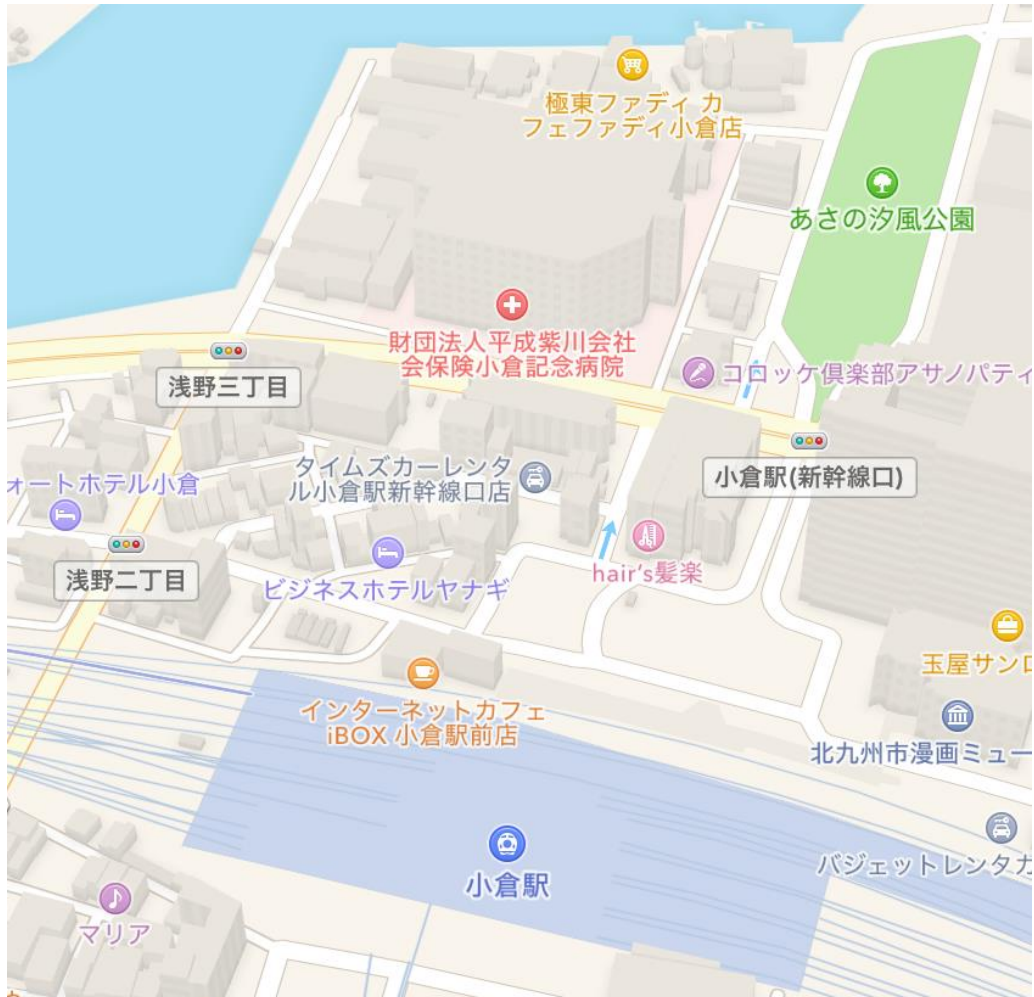 極東ファディ カ
フェファディ小倉店
あさの汐風公園
財団法人平成紫川会社
会保険小倉記念病院
浅野三丁目
コロッケ倶楽部アサノパティ
小倉駅(新幹線口)
タイムズカーレンタ
ル小倉駅新幹線口店
ォートホテル小倉
浅野二丁目
hair's髪楽
ビジネスホテルヤナギ
玉屋サンロ
インターネットカフェ
iBOX 小倉駅前店
北九州市漫画ミュー
小倉駅
バジェットレンタカ
マリア